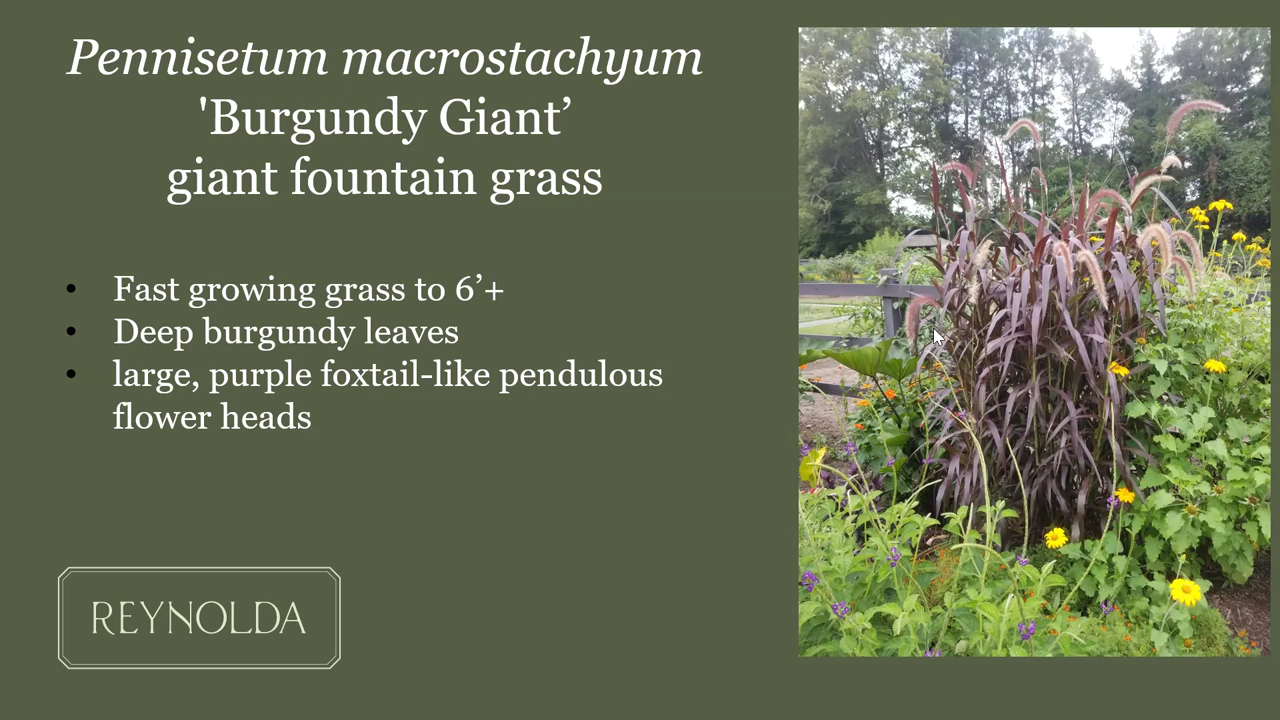 Pennisetum macrostachyum
'Burgundy Giant’
giant fountain grass
• Fast growing grass to 6’+
• Deep burgundy leaves
• large, purple foxtail-like pendulous
flower heads
REYNOLDA